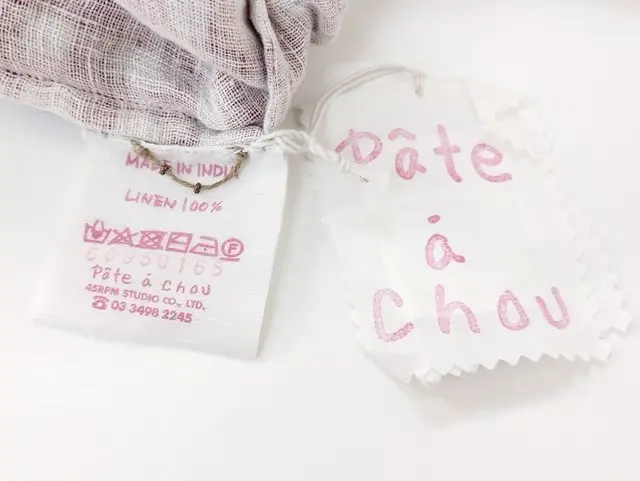 MADE IN INDIA
LINEN 100%
Pâte á Chou
45RPM STUDIO CO., LTD.
☎ 03 3498 2245
Pâte
á
Chou